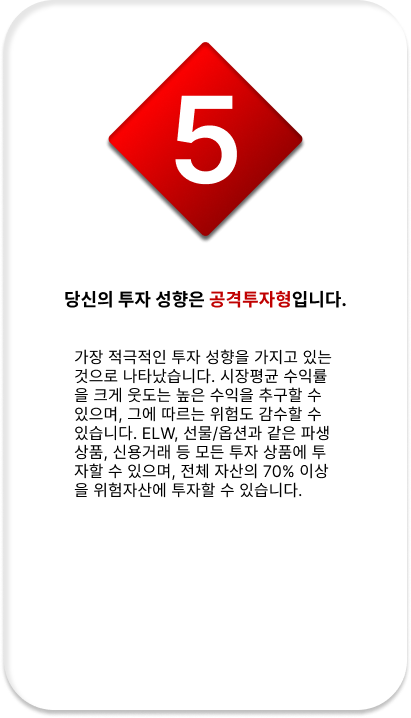 5
당신의 투자 성향은 공격투자형입니다.
가장 적극적인 투자 성향을 가지고 있는
것으로 나타났습니다. 시장평균 수익률
을 크게 웃도는 높은 수익을 추구할 수
있으며, 그에 따르는 위험도 감수할 수
있습니다. ELW, 선물/옵션과 같은 파생
상품, 신용거래 등 모든 투자 상품에 투
자할 수 있으며, 전체 자산의 70% 이상
을 위험자산에 투자할 수 있습니다.